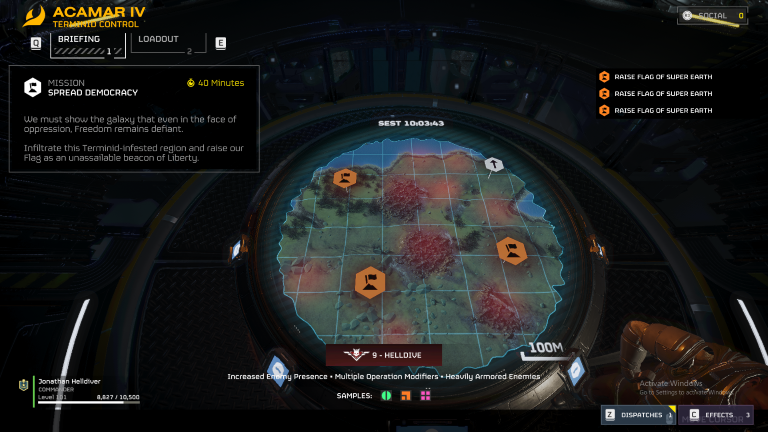 ACAMAR IV
TERMINID CONTROL
SOCIAL 0
Q BRIEFING 1 LOADOUT 2 E
MISSION
SPREAD DEMOCRACY
40 Minutes
We must show the galaxy that even in the face of
oppression, Freedom remains defiant.
Infiltrate this Terminid-infested region and raise our
Flag as an unassailable beacon of Liberty.
RAISE FLAG OF SUPER EARTH
RAISE FLAG OF SUPER EARTH
RAISE FLAG OF SUPER EARTH
SEST 10:03:43
100M
9 - HELLDIVE
Increased Enemy Presence • Multiple Operation Modifiers • Heavily Armored Enemies
SAMPLES:
Jonathan Helldiver
COMMANDER
Level 101 8,827 / 10,500
Activate Windows
Go to Settings to activate Windows.
Z DISPATCHES 1 C EFFECTS 3